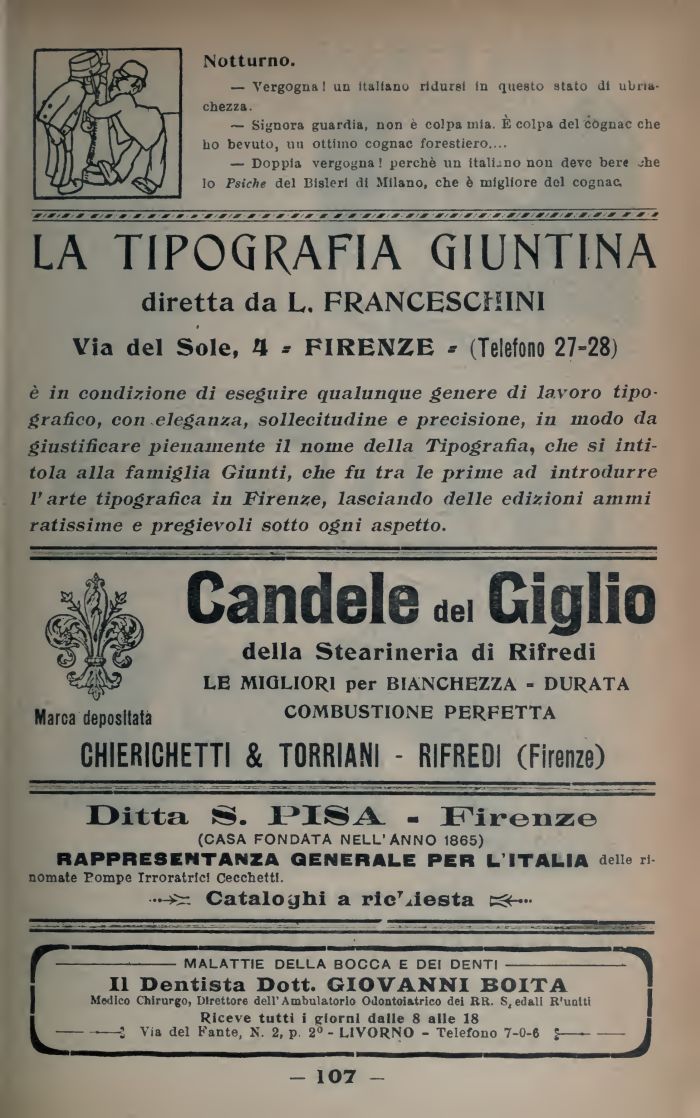 Notturno.
— Vergogna! un italiano ridursi in questo stato di ubria-
chezza.
— Signora guardia, non è colpa mia. È colpa del cognac che
ho bevuto, un ottimo cognac forestiero....
— Doppia vergogna! perchè un italiano non deve bere che
lo Psiche del Bisleri di Milano, che è migliore del cognac.
LA TIPOGRAFIA GIUNTINA
diretta da L. FRANCESCHINI
Via del Sole, 4 - FIRENZE - (Telefono 27-28)
è in condizione di eseguire qualunque genere di lavoro tipo-
grafico, con eleganza, sollecitudine e precisione, in modo da
giustificare pienamente il nome della Tipografia, che si inti-
tola alla famiglia Giunti, che fu tra le prime ad introdurre
l'arte tipografica in Firenze, lasciando delle edizioni ammi
ratissime e pregievoli sotto ogni aspetto.
Candele del Giglio
della Stearineria di Rifredi
LE MIGLIORI per BIANCHEZZA - DURATA
COMBUSTIONE PERFETTA
Marca depositata
CHIERICHETTI & TORRIANI - RIFREDI (Firenze)
Ditta S. PISA - Firenze
(CASA FONDATA NELL'ANNO 1865)
RAPPRESENTANZA GENERALE PER L'ITALIA delle ri-
nomate Pompe Irroratrici Cecchetti.
Cataloghi a richiesta
MALATTIE DELLA BOCCA E DEI DENTI
Il Dentista Dott. GIOVANNI BOITA
Medico Chirurgo, Direttore dell'Ambulatorio Odontoiatrico dei RR. Spedali Riuniti
Riceve tutti i giorni dalle 8 alle 18
Via del Fante, N. 2, p. 2° - LIVORNO - Telefono 7-0-6
— 107 —